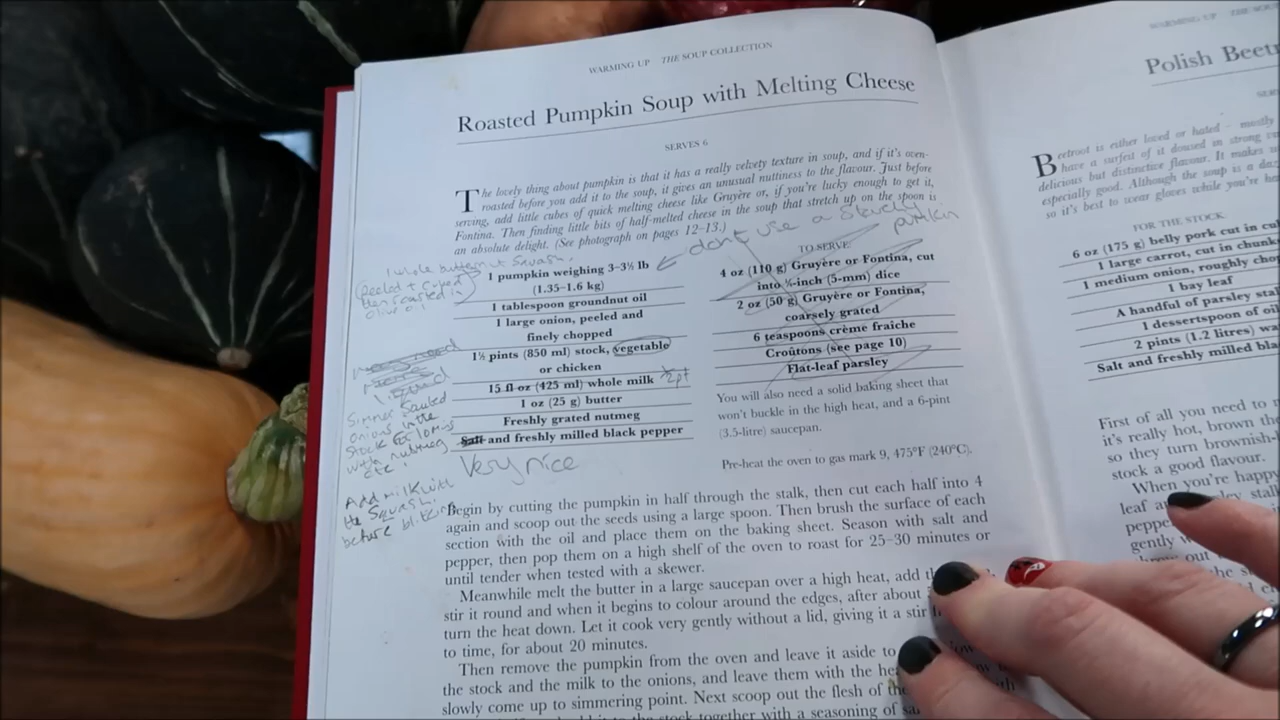 WARMING UP THE SOUP COLLECTION
Roasted Pumpkin Soup with Melting Cheese
SERVES 6
The lovely thing about pumpkin is that it has a really velvety texture in soup, and if it's oven-
roasted before you add it to the soup, it gives an unusual nuttiness to the flavour. Just before
serving, add little cubes of quick melting cheese like Gruyère or, if you're lucky enough to get it,
Fontina. Then finding little bits of half-melted cheese in the soup that stretch up on the spoon is
an absolute delight. (See photograph on pages 12–13.)
dont use a
pumpkin
1 whole butternut squash.
(peeled + cubed
then roasted in
olive oil
1 pumpkin weighing 3–3½ lb
(1.35–1.6 kg)
1 tablespoon groundnut oil
1 large onion, peeled and
finely chopped
1½ pints (850 ml) stock, vegetable
or chicken
15 fl oz (425 ml) whole milk ½pt
1 oz (25 g) butter
Freshly grated nutmeg
Salt and freshly milled black pepper
Very nice
Simmer Sauted
onions in the
stock for 10 mins
with nutmeg
etc
Add milk with
the squash
before
TO SERVE
4 oz (110 g) Gruyère or Fontina, cut
into ¼-inch (5-mm) dice
2 oz (50 g) Gruyère or Fontina,
coarsely grated
6 teaspoons crème fraîche
Croûtons (see page 10)
Flat-leaf parsley
You will also need a solid baking sheet that
won't buckle in the high heat, and a 6-pint
(3.5-litre) saucepan.
Pre-heat the oven to gas mark 9, 475°F (240°C).
Begin by cutting the pumpkin in half through the stalk, then cut each half into 4
again and scoop out the seeds using a large spoon. Then brush the surface of each
section with the oil and place them on the baking sheet. Season with salt and
pepper, then pop them on a high shelf of the oven to roast for 25–30 minutes or
until tender when tested with a skewer.
Meanwhile melt the butter in a large saucepan over a high heat, add the
stir it round and when it begins to colour around the edges, after about
turn the heat down. Let it cook very gently without a lid, giving it a stir
to time, for about 20 minutes.
Then remove the pumpkin from the oven and leave it aside to
the stock and the milk to the onions, and leave them with the
slowly come up to simmering point. Next scoop out the flesh of the
stock together with a seasoning of
WARMING UP THE
Polish
Beetroot is either loved or hated – mostly
have a surfeit of it doused in strong
delicious but distinctive flavour. It makes
especially good. Although the soup is a
so it's best to wear gloves while you're
FOR THE STOCK
6 oz (175 g) belly pork cut in
1 large carrot, cut in
1 medium onion, roughly
1 bay leaf
A handful of parsley
1 dessertspoon of
2 pints (1.2 litres)
Salt and freshly milled
First of all you need to
it's really hot, brown
so they turn brownish-
stock a good flavour.
When you're happy
leaf
gently